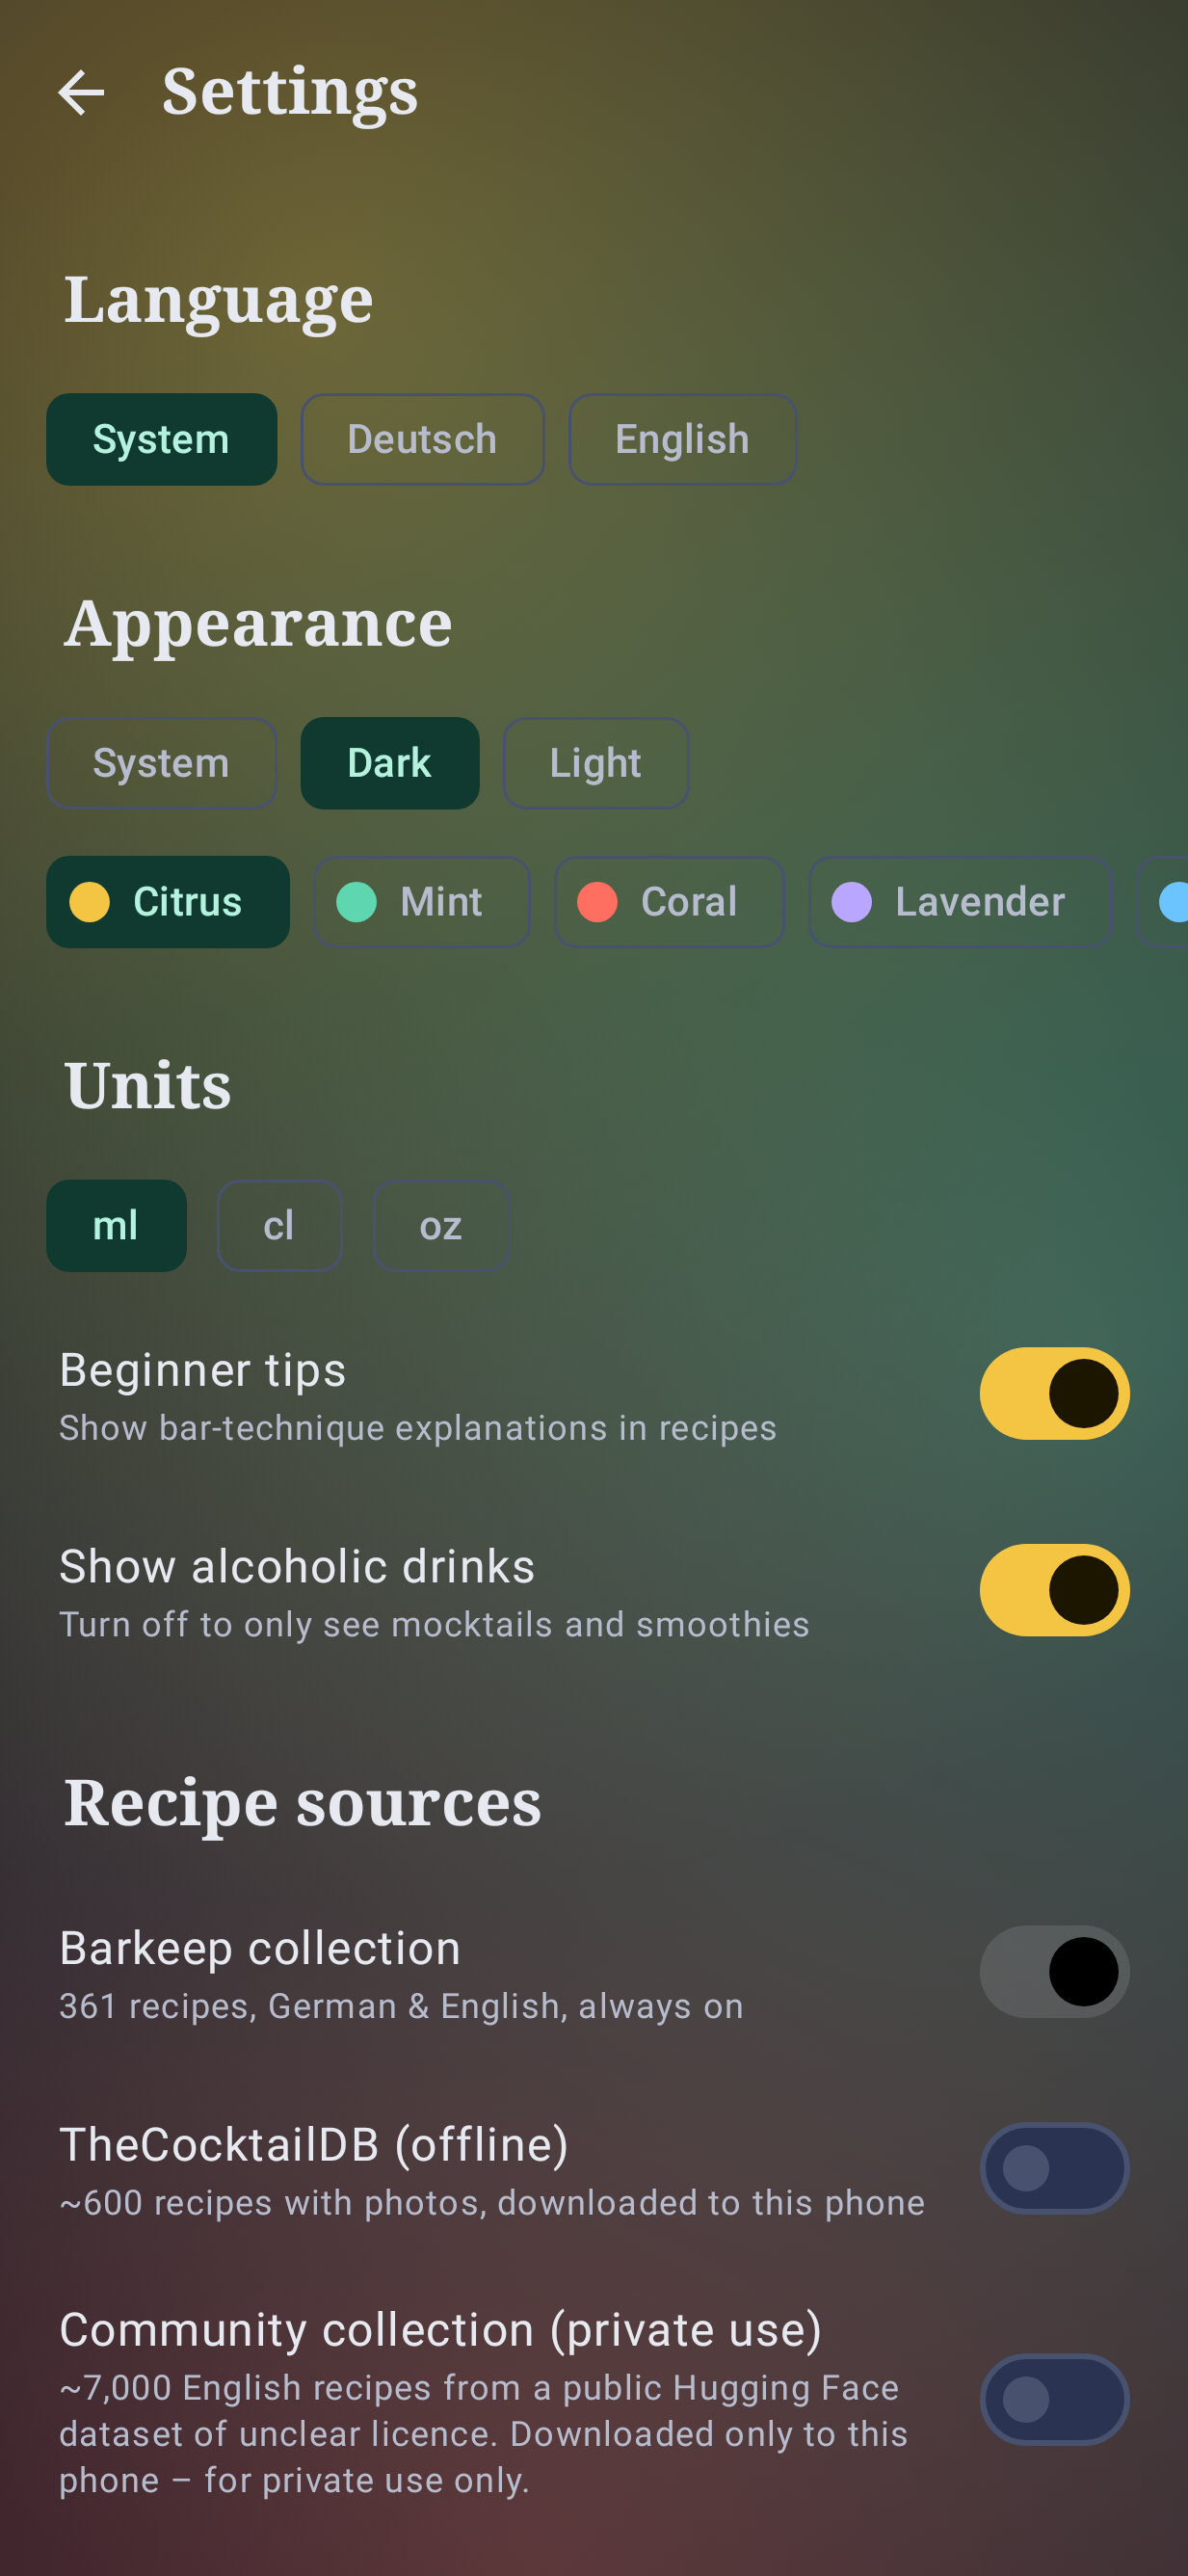 Settings
Language
System
Deutsch
English
Appearance
System
Dark
Light
Citrus
Mint
Coral
Lavender
Units
ml
cl
oz
Beginner tips
Show bar-technique explanations in recipes
Show alcoholic drinks
Turn off to only see mocktails and smoothies
Recipe sources
Barkeep collection
361 recipes, German & English, always on
TheCocktailDB (offline)
~600 recipes with photos, downloaded to this phone
Community collection (private use)
~7,000 English recipes from a public Hugging Face
dataset of unclear licence. Downloaded only to this
phone – for private use only.